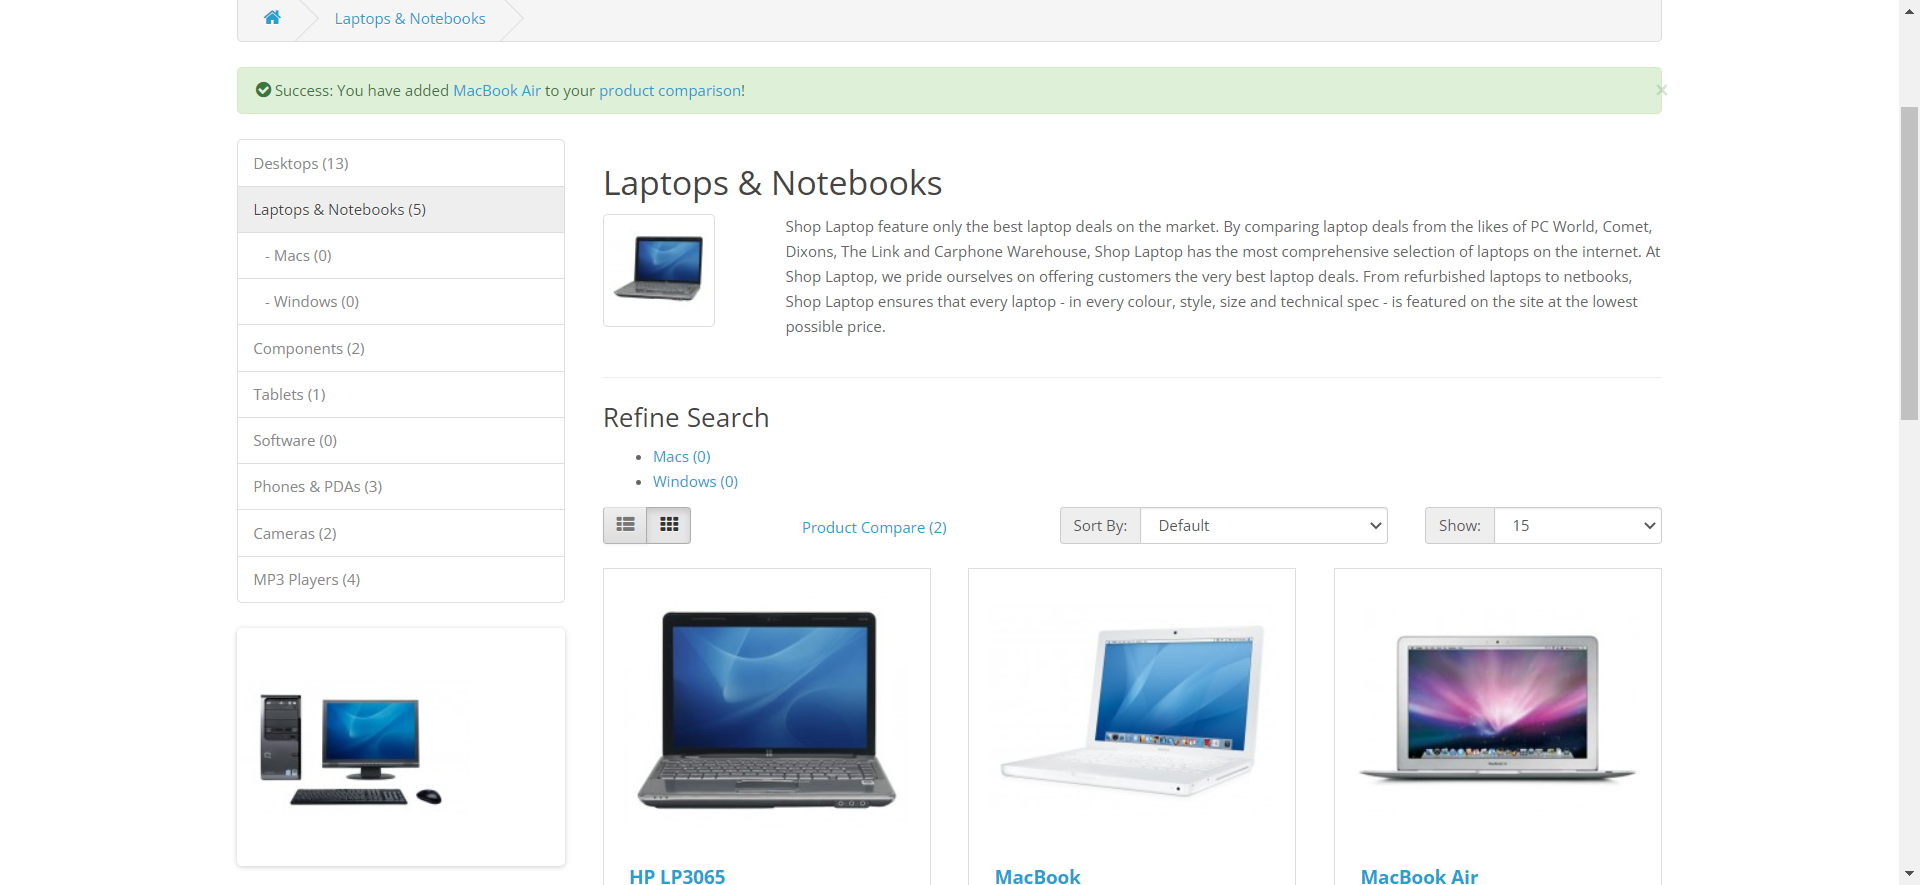 Laptops & Notebooks
Success: You have added MacBook Air to your product comparison!
×
Desktops (13)
Laptops & Notebooks (5)
- Macs (0)
- Windows (0)
Components (2)
Tablets (1)
Software (0)
Phones & PDAs (3)
Cameras (2)
MP3 Players (4)
Laptops & Notebooks
Shop Laptop feature only the best laptop deals on the market. By comparing laptop deals from the likes of PC World, Comet,
Dixons, The Link and Carphone Warehouse, Shop Laptop has the most comprehensive selection of laptops on the internet. At
Shop Laptop, we pride ourselves on offering customers the very best laptop deals. From refurbished laptops to netbooks,
Shop Laptop ensures that every laptop - in every colour, style, size and technical spec - is featured on the site at the lowest
possible price.
Refine Search
Macs (0)
Windows (0)
Product Compare (2)
Sort By: Default
Show: 15
HP LP3065
MacBook
MacBook Air